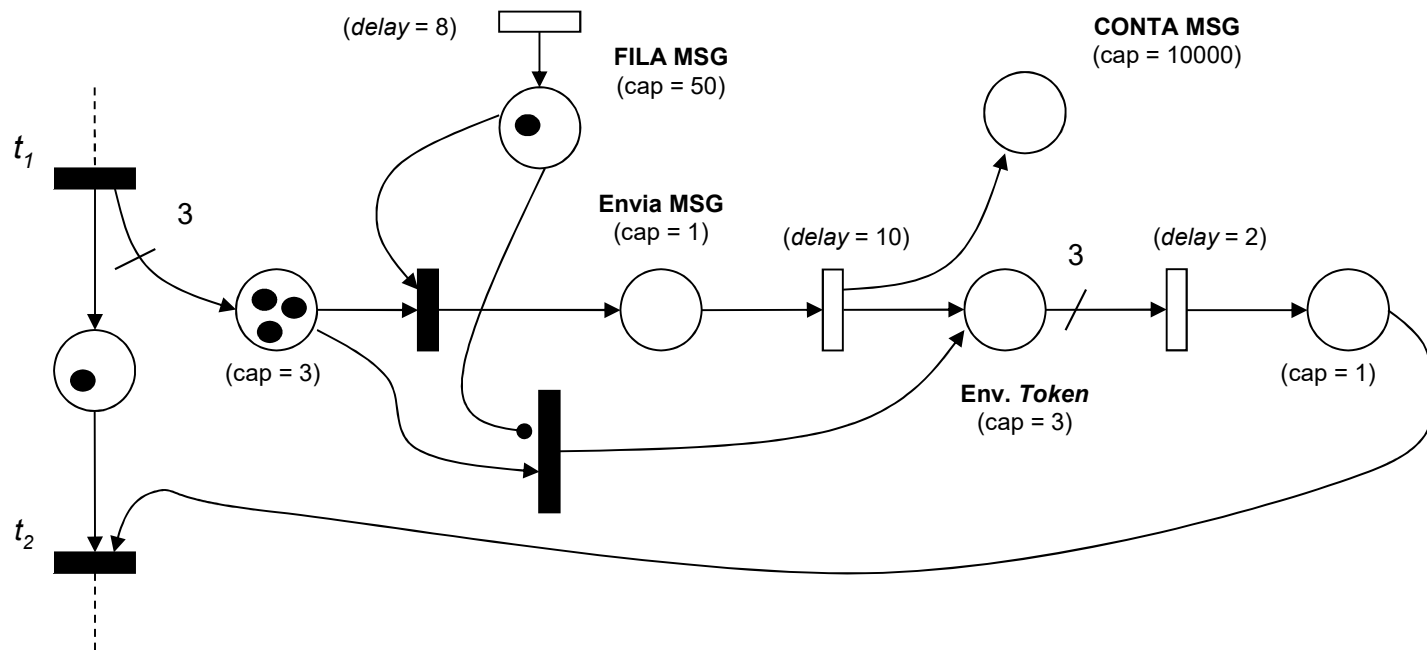 (delay = 8)
FILA MSG
(cap = 50)
CONTA MSG
(cap = 10000)
t1
3
Envia MSG
(cap = 1)
(delay = 10)
3
(delay = 2)
(cap = 3)
Env. Token
(cap = 3)
(cap = 1)
t2